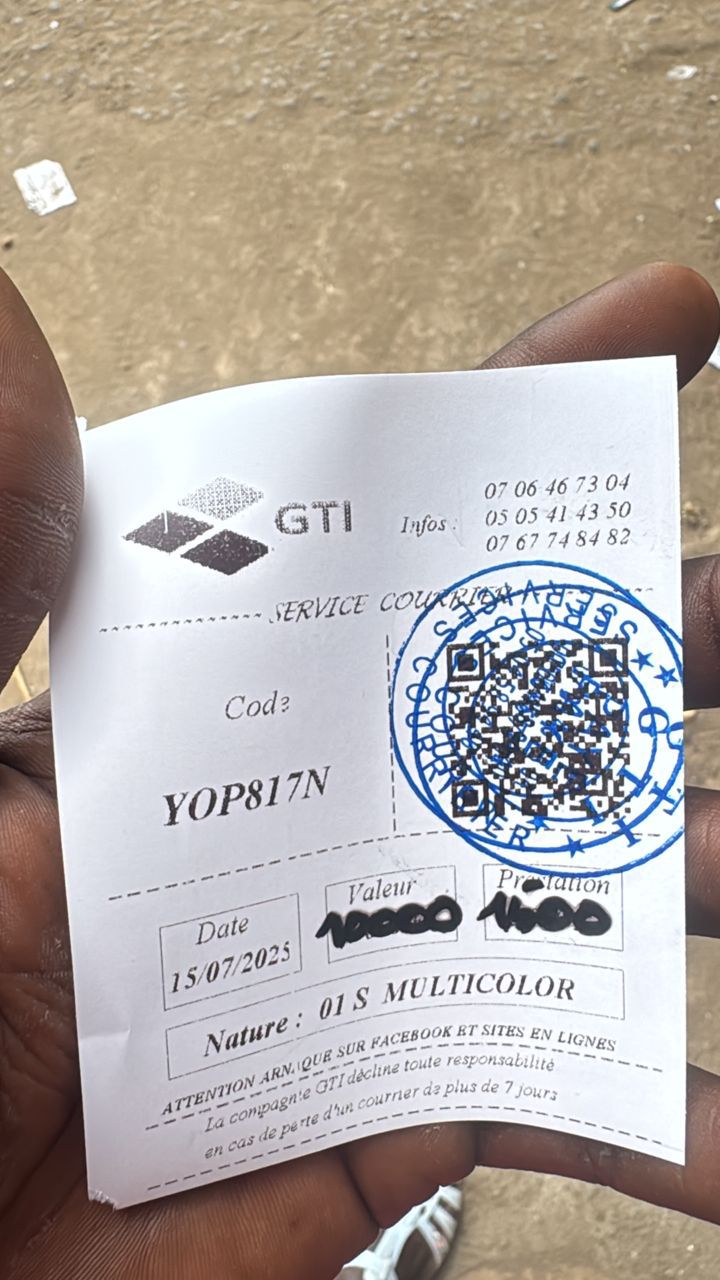 GTI
Infos :
07 06 46 73 04
05 05 41 43 50
07 67 74 84 82
SERVICE COURRIER
Code
YOP817N
SERVICES COURRIER
GTI
Date
15/07/2025
Valeur
10000
Prestation
1500
Nature : 01 S MULTICOLOR
ATTENTION ARNAQUE SUR FACEBOOK ET SITES EN LIGNES
La compagnie GTI décline toute responsabilité
en cas de perte d'un courrier de plus de 7 jours